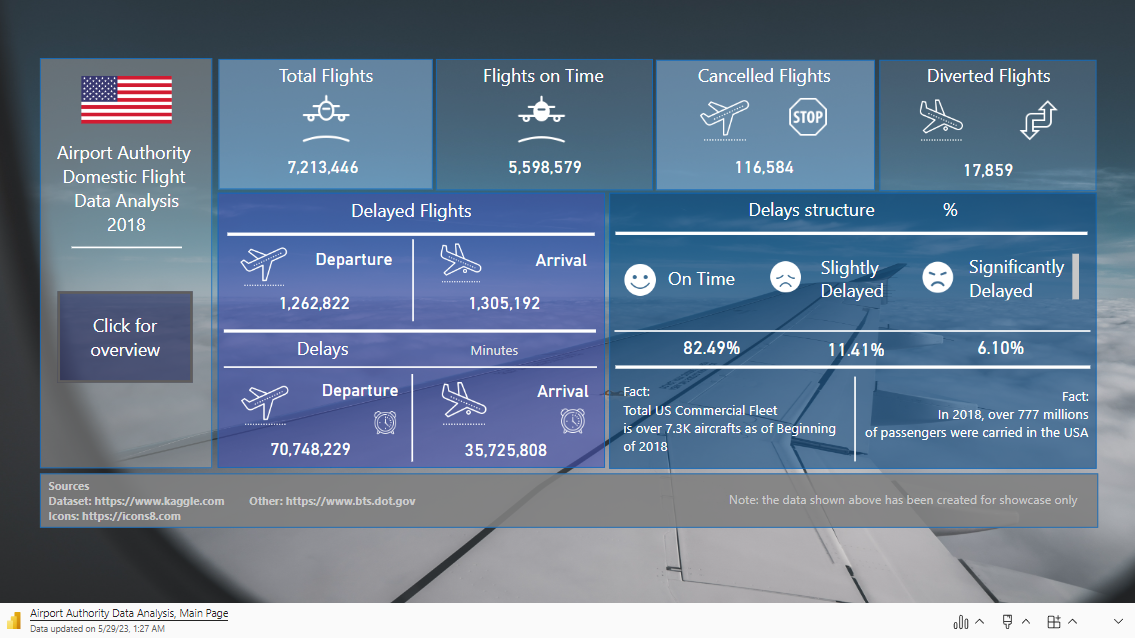 Airport Authority
Domestic Flight
Data Analysis
2018
Click for
overview
Total Flights
7,213,446
Flights on Time
5,598,579
Cancelled Flights
STOP
116,584
Diverted Flights
17,859
Delayed Flights
Departure
1,262,822
Arrival
1,305,192
Delays Minutes
Departure
70,748,229
Arrival
35,725,808
Delays structure %
On Time
Slightly
Delayed
Significantly
Delayed
82.49% 11.41% 6.10%
Fact:
Total US Commercial Fleet
is over 7.3K aircrafts as of Beginning
of 2018
Fact:
In 2018, over 777 millions
of passengers were carried in the USA
Sources
Dataset: https://www.kaggle.com Other: https://www.bts.dot.gov
Icons: https://icons8.com
Note: the data shown above has been created for showcase only
Airport Authority Data Analysis, Main Page
Data updated on 5/29/23, 1:27 AM